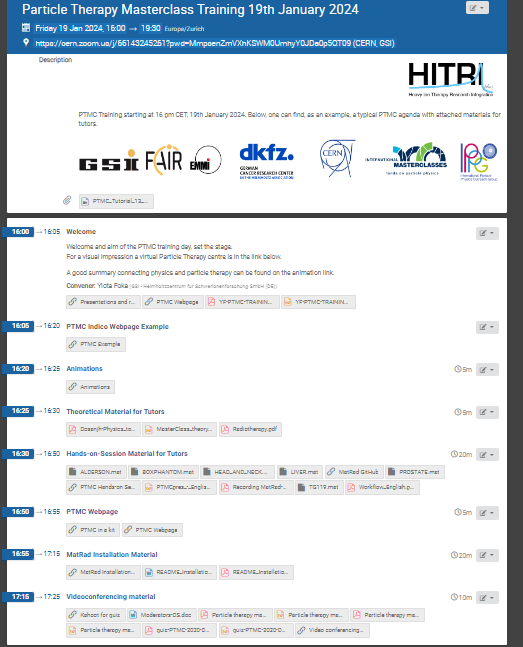 Particle Therapy Masterclass Training 19th January 2024
Friday 19 Jan 2024, 16:00 → 19:30 Europe/Zurich
(CERN, GSI)
Description
HITRI
Heavy Ion Therapy Research Integration
PTMC Training starting at 16 pm CET, 19th January 2024. Below, one can find, as an example, a typical PTMC agenda with attached materials for
tutors.
GSI FAIR EMMI dkfz. CERN INTERNATIONAL MASTERCLASSES IPPOG
GERMAN
CANCER RESEARCH CENTER
IN THE HELMHOLTZ ASSOCIATION
hands on particle physics
International Particle
Physics Outreach Group
PTMC_Tutorial_13_...
16:00 → 16:05 Welcome
Welcome and aim of the PTMC training day, set the stage.
For a visual impression a virtual Particle Therapy centre is in the link below.
A good summary connecting physics and particle therapy can be found on the animation link.
Convener: Yiota Foka (GSI - Helmholtzzentrum für Schwerionenforschung GmbH (DE))
Presentations and r... PTMC Webpage YF-PTMC-TRAININ... YF-PTMC-TRAININ...
16:05 → 16:20 PTMC Indico Webpage Example
PTMC Example
16:20 → 16:25 Animations 5m
Animations
16:25 → 16:30 Theoretical Material for Tutors 5m
MasterClass_theory... Radiotherapy.pdf
16:30 → 16:50 Hands-on-Session Material for Tutors 20m
ALDERSON.mat BOXPHANTOM.mat HEAD_AND_NECK.... LIVER.mat MatRad GitHub PROSTATE.mat
PTMC Hands-on Se... PTMCpres_-_Englis... Recording MatRad-... TG119.mat Workflow_English.p...
16:50 → 16:55 PTMC Webpage 5m
PTMC in a kit PTMC Webpage
16:55 → 17:15 MatRad Installation Material 20m
MatRad Installation... README_Installatio... README_Installatio...
17:15 → 17:25 Videoconferencing material 10m
Kahoot for quiz ModeratorsOS.doc Particle therapy ma... Particle therapy ma... Particle therapy ma...
Particle therapy ma... quiz-PTMC-2020-0... quiz-PTMC-2020-0... Video conferencing...